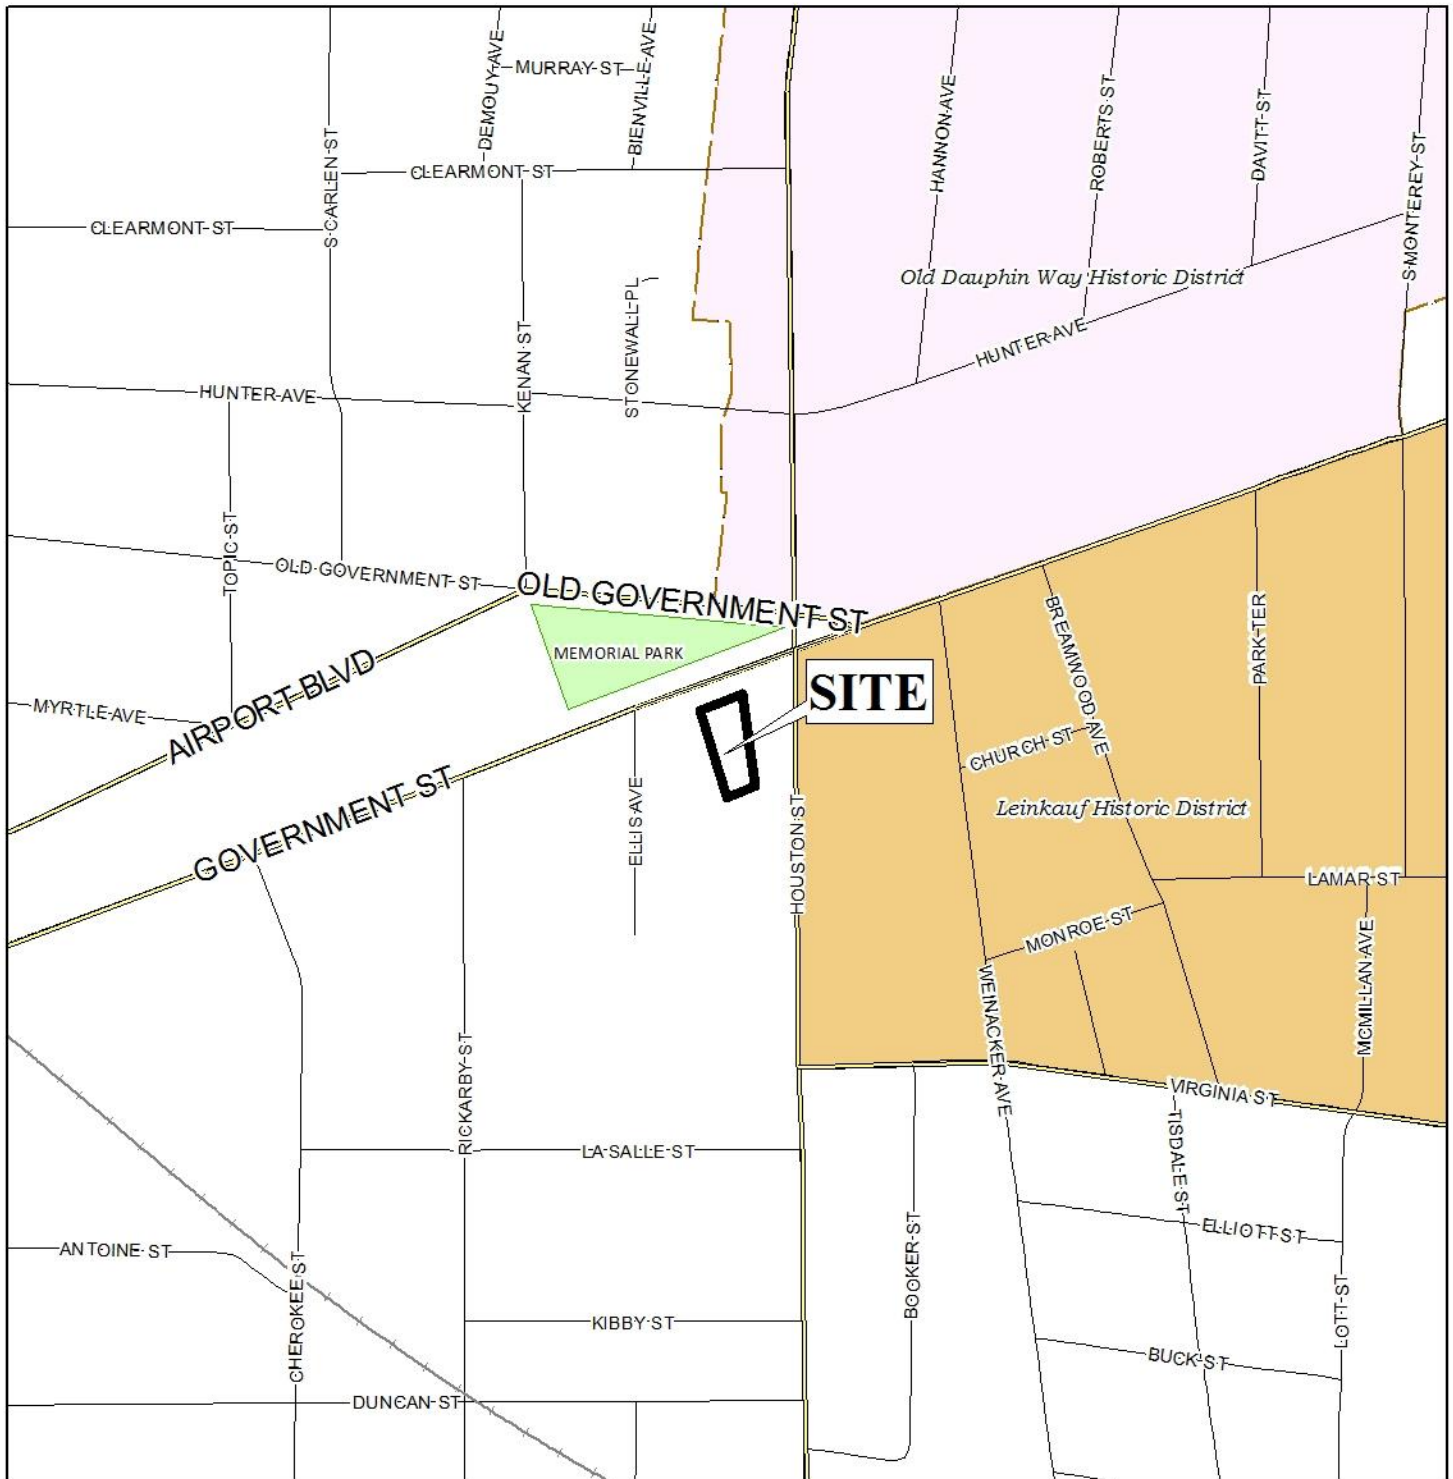 DEMOUY AVE
MURRAY ST
BIENVILLE AVE
S CARLEN ST
CLEARMONT ST
CLEARMONT ST
HANNON AVE
ROBERTS ST
DAVITT ST
S MONTEREY ST
Old Dauphin Way Historic District
STONEWALL PL
KENAN ST
HUNTER AVE
HUNTER AVE
TOPIC ST
OLD GOVERNMENT ST
OLD GOVERNMENT ST
MEMORIAL PARK
BREAMWOOD AVE
PARK TER
MYRTLE AVE
AIRPORT BLVD
SITE
CHURCH ST
GOVERNMENT ST
ELLIS AVE
HOUSTON ST
Leinkauf Historic District
LAMAR ST
MONROE ST
MCMILLAN AVE
WEINACKER AVE
RICKARBY ST
VIRGINIA ST
LA SALLE ST
TISDALE ST
ANTOINE ST
ELLIOTT ST
BOOKER ST
CHEROKEE ST
KIBBY ST
LOTT ST
BUCK ST
DUNCAN ST